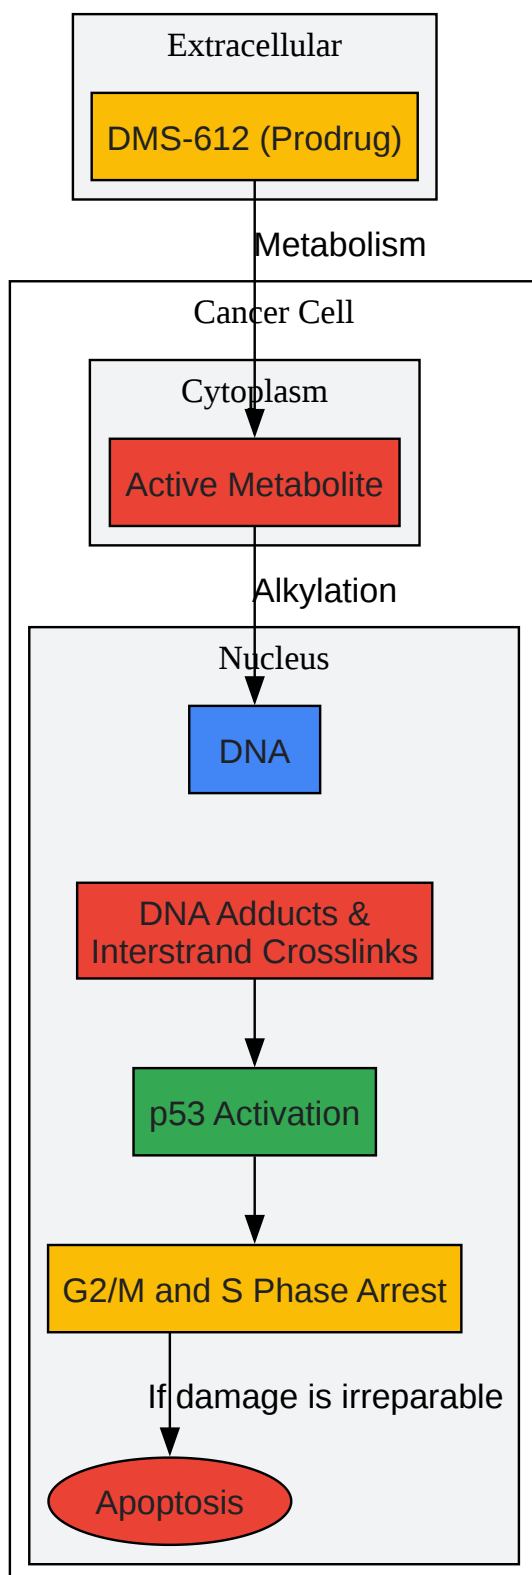 Extracellular
DMS-612 (Prodrug)
Metabolism
Cancer Cell
Cytoplasm
Active Metabolite
Alkylation
Nucleus
DNA
DNA Adducts &
Interstrand Crosslinks
p53 Activation
G2/M and S Phase Arrest
If damage is irreparable
Apoptosis